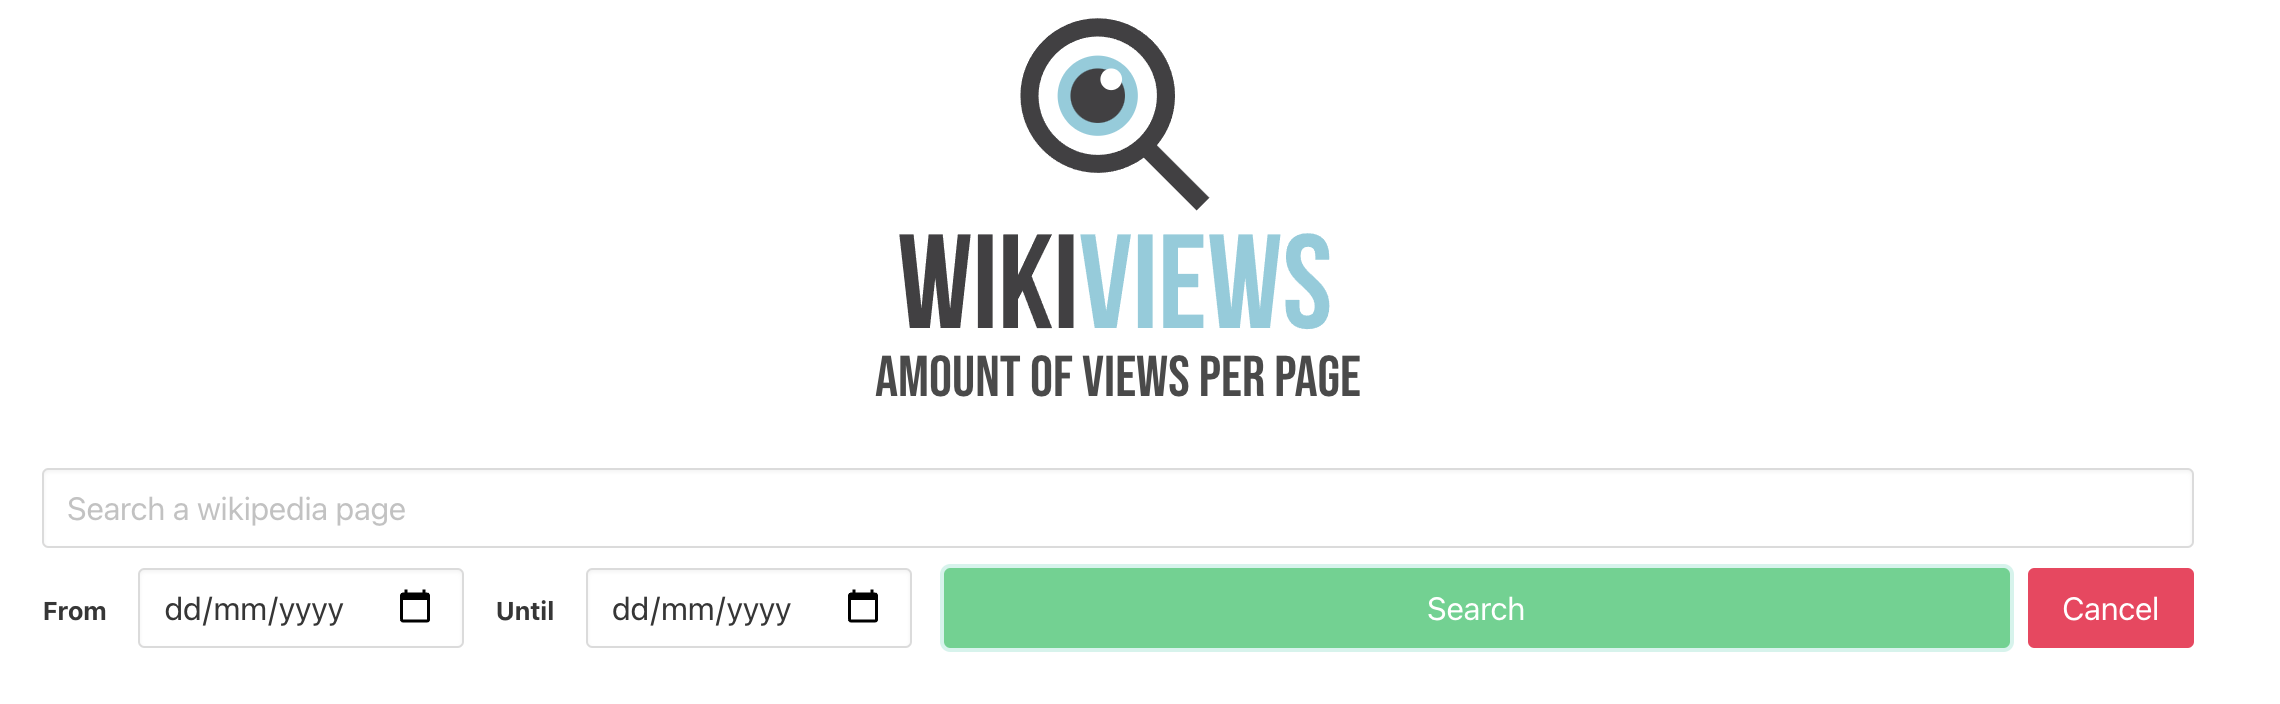 WIKIVIEWS
AMOUNT OF VIEWS PER PAGE
Search a wikipedia page
From dd/mm/yyyy Until dd/mm/yyyy Search Cancel